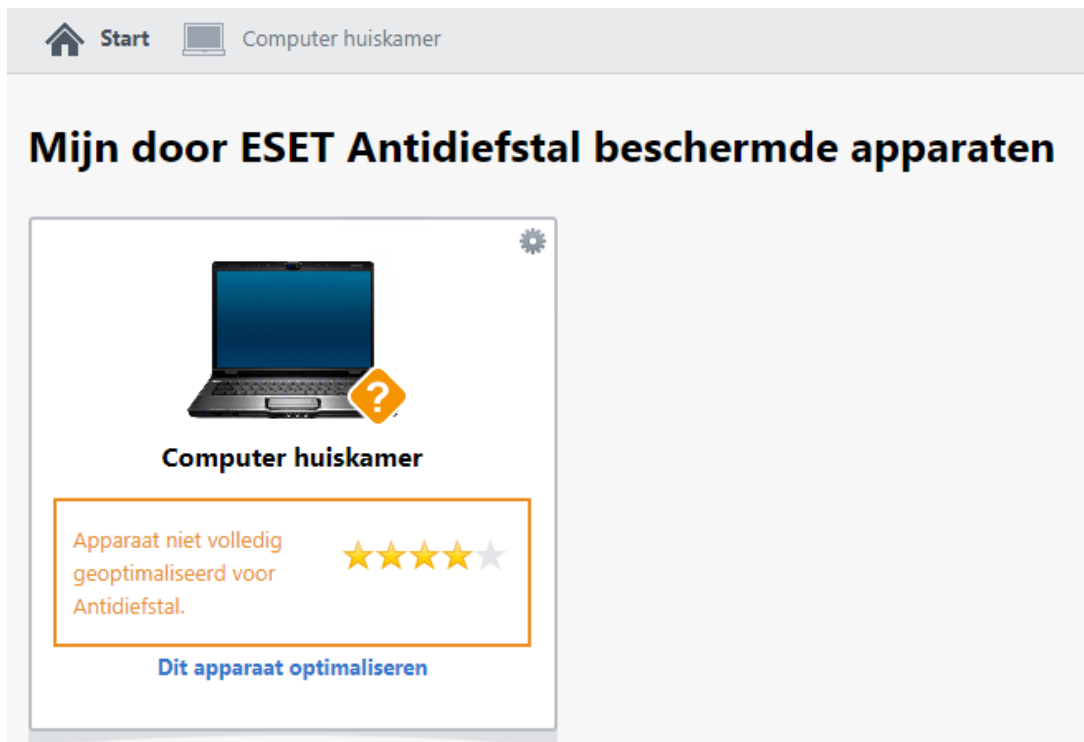 Start Computer huiskamer
Mijn door ESET Antidiefstal beschermde apparaten
?
Computer huiskamer
Apparaat niet volledig
geoptimaliseerd voor
Antidiefstal.
Dit apparaat optimaliseren